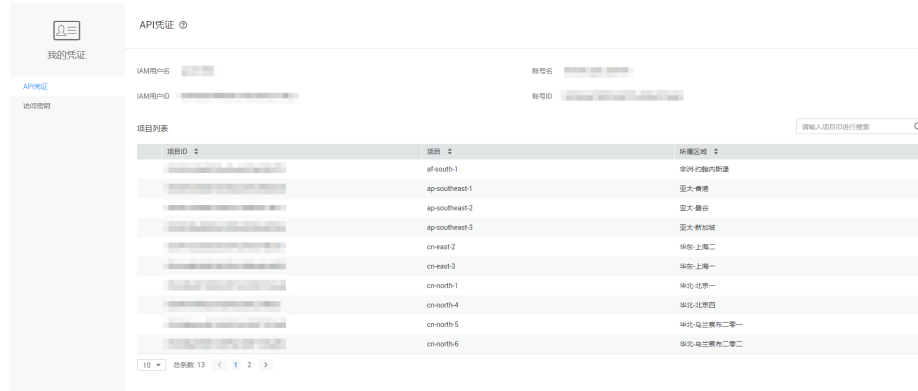 我的凭证
API凭证
访问密钥
API凭证
IAM用户名
账号名
IAM用户ID
账号ID
项目列表
请输入项目ID进行搜索
项目ID 项目 所属区域
af-south-1 非洲-约翰内斯堡
ap-southeast-1 亚太-香港
ap-southeast-2 亚太-曼谷
ap-southeast-3 亚太-新加坡
cn-east-2 华东-上海二
cn-east-3 华东-上海一
cn-north-1 华北-北京一
cn-north-4 华北-北京四
cn-north-5 华北-乌兰察布二零一
cn-north-6 华北-乌兰察布二零二
10 总条数: 13 < 1 2 >